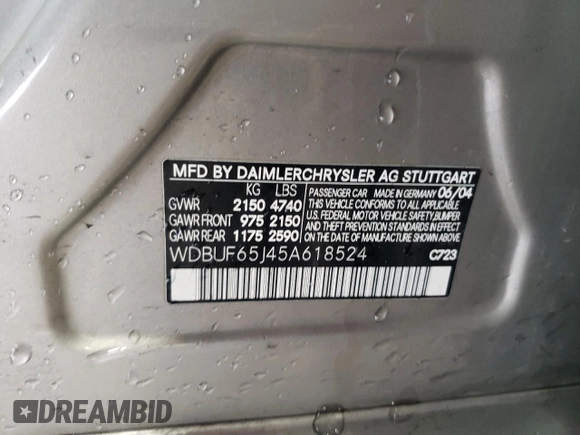 MFD BY DAIMLERCHRYSLER AG STUTTGART
KG LBS
GVWR 2150 4740
GAWR FRONT 975 2150
GAWR REAR 1175 2590
PASSENGER CAR MADE IN GERMANY 06/04
THIS VEHICLE CONFORMS TO ALL APPLICABLE
U.S. FEDERAL MOTOR VEHICLE SAFETY, BUMPER
AND THEFT PREVENTION STANDARDS IN EFFECT
ON THE DATE OF MANUFACTURE SHOWN ABOVE
WDBUF65J45A618524
C723
DREAMBID